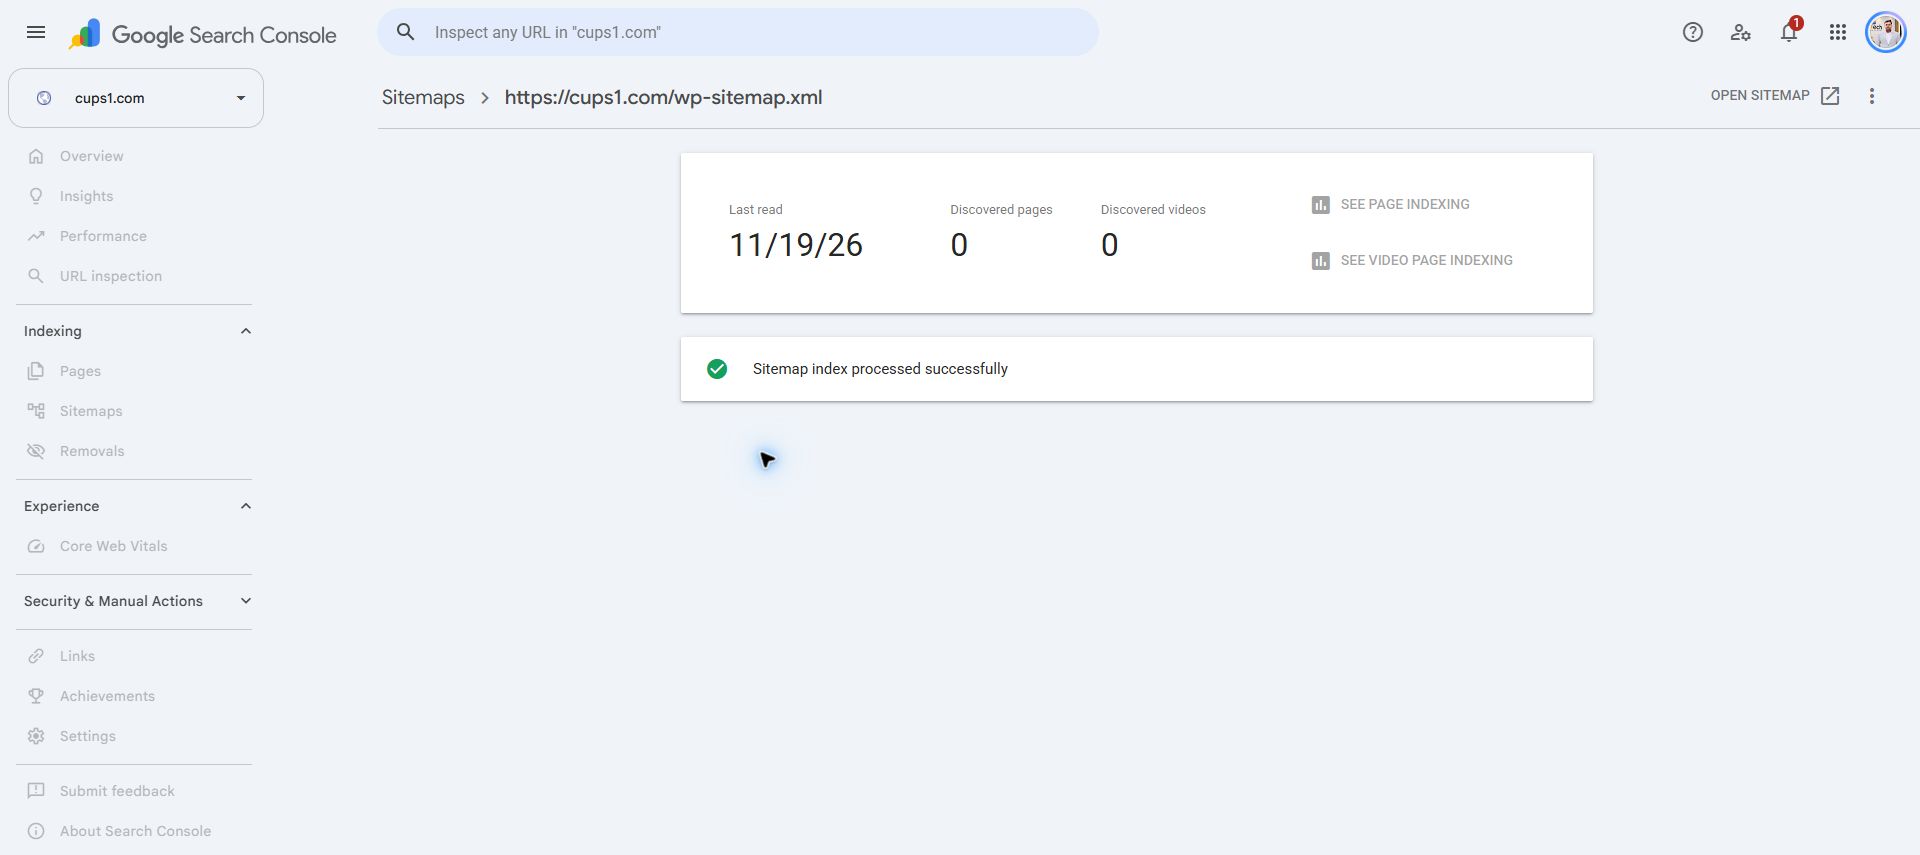 Google Search Console
Inspect any URL in "cups1.com"
1
cups1.com
Sitemaps
https://cups1.com/wp-sitemap.xml
OPEN SITEMAP
Overview
Insights
Performance
URL inspection
Indexing
Pages
Sitemaps
Removals
Experience
Core Web Vitals
Security & Manual Actions
Links
Achievements
Settings
Submit feedback
About Search Console
Last read
11/19/26
Discovered pages
0
Discovered videos
0
SEE PAGE INDEXING
SEE VIDEO PAGE INDEXING
Sitemap index processed successfully